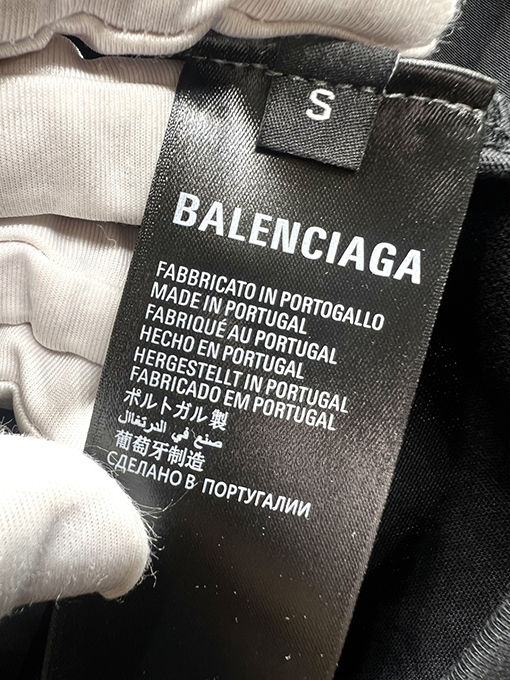 S
BALENCIAGA
FABBRICATO IN PORTOGALLO
MADE IN PORTUGAL
FABRIQUÉ AU PORTUGAL
HECHO EN PORTUGAL
HERGESTELLT IN PORTUGAL
FABRICADO EM PORTUGAL
ポルトガル製
صنع في البرتغال
葡萄牙制造
СДЕЛАНО В ПОРТУГАЛИИ